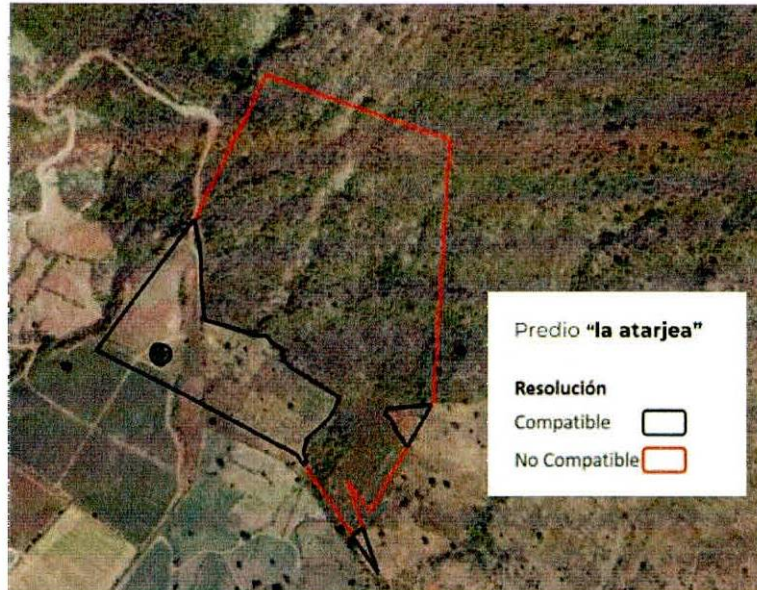 Predio "la atarjea"
Resolución
Compatible
No Compatible